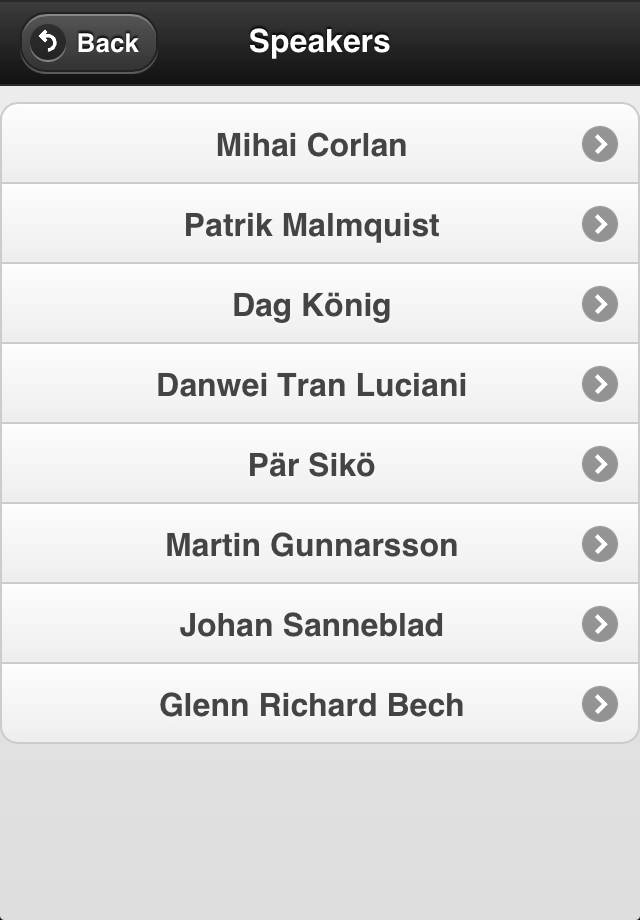 Back
Speakers
Mihai Corlan
Patrik Malmquist
Dag König
Danwei Tran Luciani
Pär Sikö
Martin Gunnarsson
Johan Sanneblad
Glenn Richard Bech